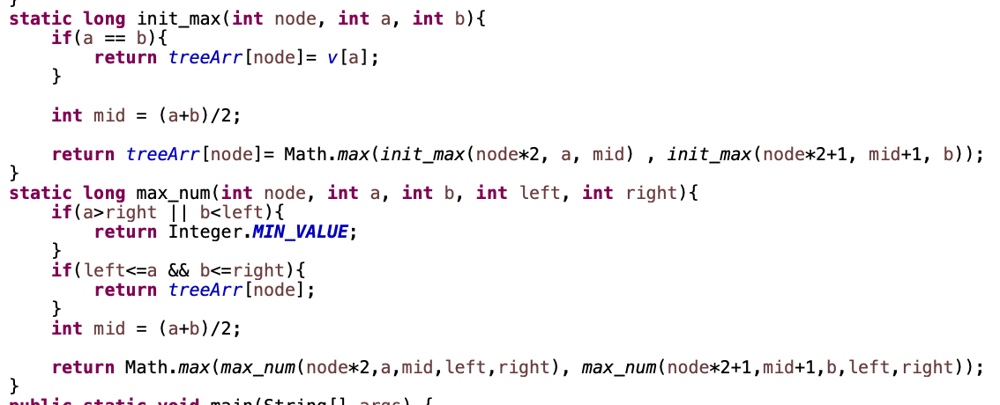 }
static long init_max(int node, int a, int b){
    if(a == b){
        return treeArr[node]= v[a];
    }

    int mid = (a+b)/2;

    return treeArr[node]= Math.max(init_max(node*2, a, mid) , init_max(node*2+1, mid+1, b));
}
static long max_num(int node, int a, int b, int left, int right){
    if(a>right || b<left){
        return Integer.MIN_VALUE;
    }
    if(left<=a && b<=right){
        return treeArr[node];
    }
    int mid = (a+b)/2;

    return Math.max(max_num(node*2,a,mid,left,right), max_num(node*2+1,mid+1,b,left,right));
}
public static void main(String[] args) {